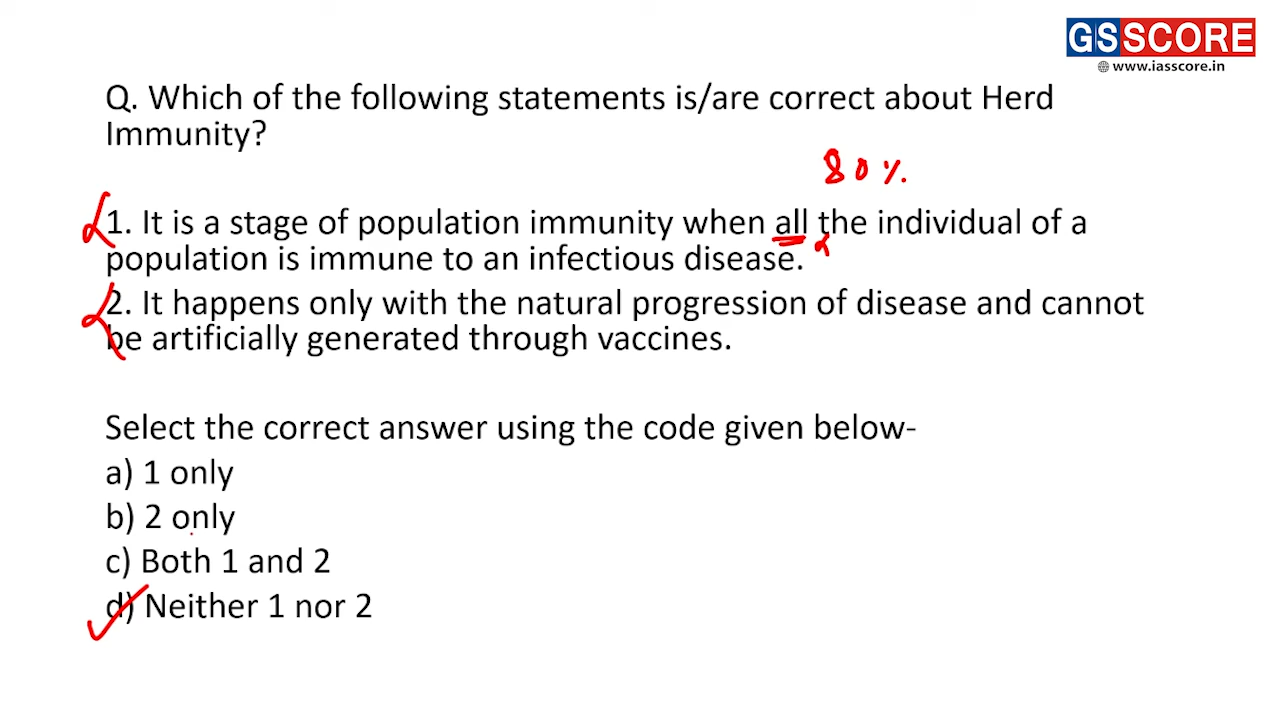 GSSCORE
www.iasscore.in
Q. Which of the following statements is/are correct about Herd
Immunity?
80%
1. It is a stage of population immunity when all the individual of a
population is immune to an infectious disease.
2. It happens only with the natural progression of disease and cannot
be artificially generated through vaccines.
Select the correct answer using the code given below-
a) 1 only
b) 2 only
c) Both 1 and 2
d) Neither 1 nor 2